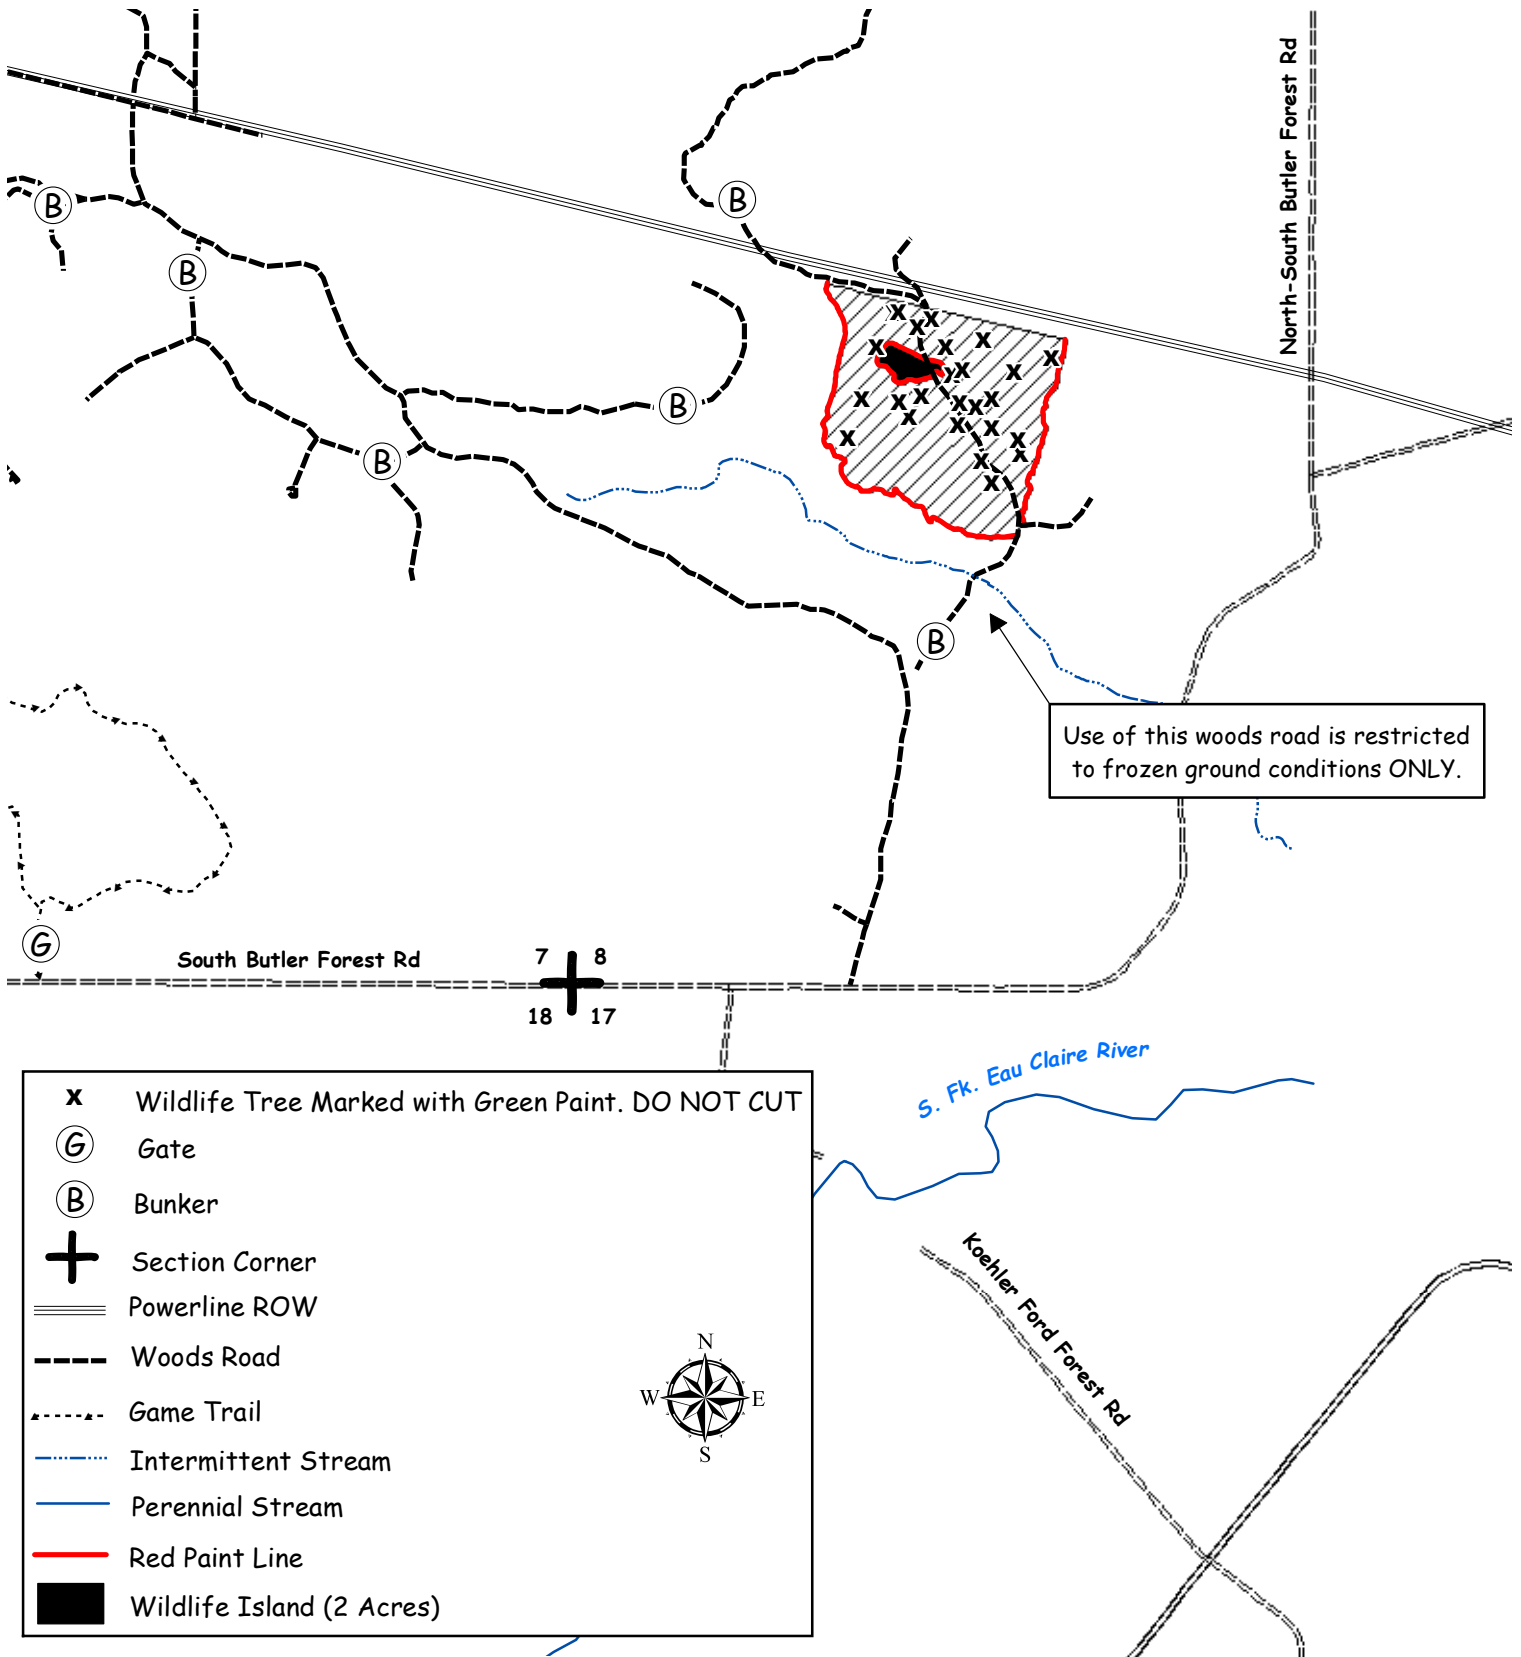 North-South Butler Forest Rd
B
B
B
B
B
B
Use of this woods road is restricted
to frozen ground conditions ONLY.
G
South Butler Forest Rd
7 8
18 17
S. Fk. Eau Claire River
Koehler Ford Forest Rd
x Wildlife Tree Marked with Green Paint. DO NOT CUT
G Gate
B Bunker
Section Corner
Powerline ROW
Woods Road
Game Trail
Intermittent Stream
Perennial Stream
Red Paint Line
Wildlife Island (2 Acres)
N
W E
S